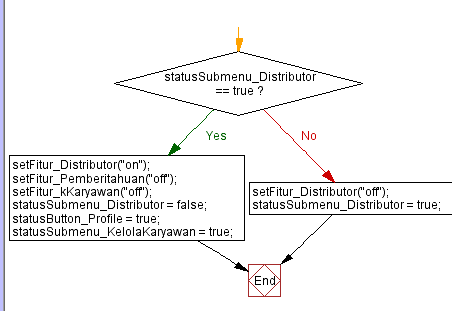 statusSubmenu_Distributor
== true ?
Yes
No
setFitur_Distributor("on");
setFitur_Pemberitahuan("off");
setFitur_kKaryawan("off");
statusSubmenu_Distributor = false;
statusButton_Profile = true;
statusSubmenu_KelolaKaryawan = true;
setFitur_Distributor("off");
statusSubmenu_Distributor = true;
End